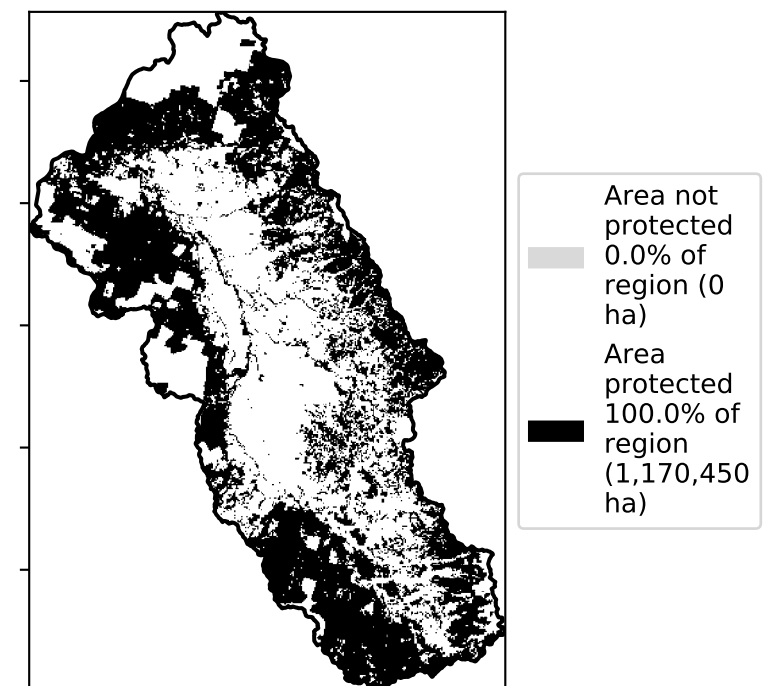 Area not
protected
0.0% of
region (0
ha)
Area
protected
100.0% of
region
(1,170,450
ha)